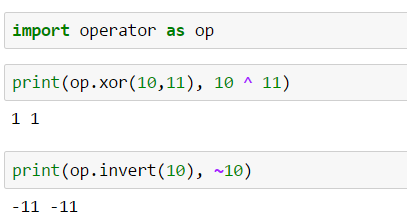 import operator as op
print(op.xor(10,11), 10 ^ 11)
1 1
print(op.invert(10), ~10)
-11 -11